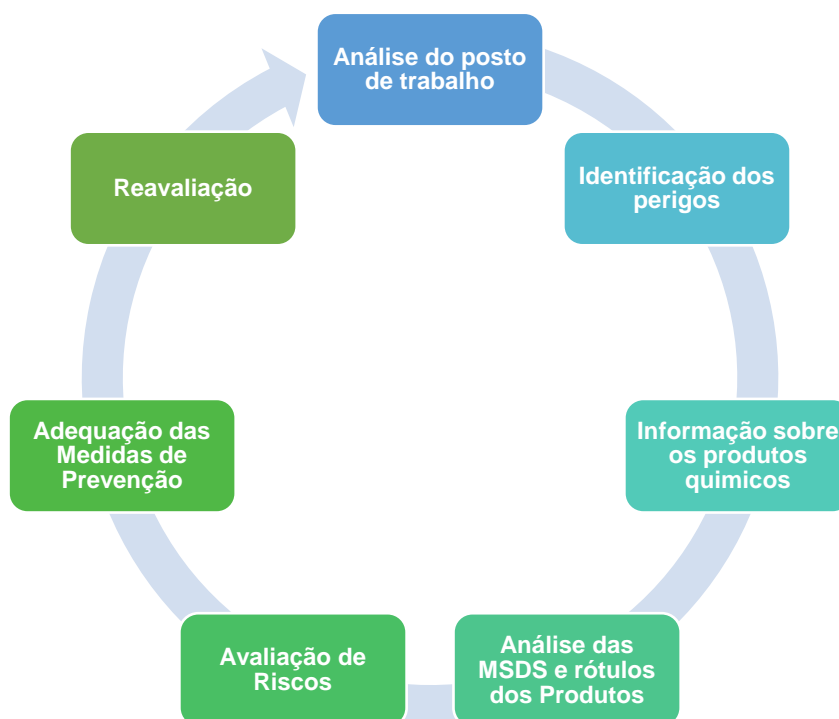 Análise do posto
de trabalho
Identificação dos
perigos
Informação sobre
os produtos
quimicos
Análise das
MSDS e rótulos
dos Produtos
Avaliação de
Riscos
Adequação das
Medidas de
Prevenção
Reavaliação